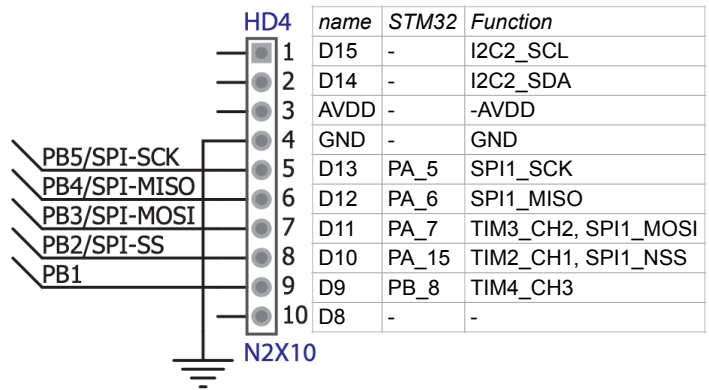 HD4 name STM32 Function
1 D15 - I2C2_SCL
2 D14 - I2C2_SDA
3 AVDD - -AVDD
4 GND - GND
PB5/SPI-SCK 5 D13 PA_5 SPI1_SCK
PB4/SPI-MISO 6 D12 PA_6 SPI1_MISO
PB3/SPI-MOSI 7 D11 PA_7 TIM3_CH2, SPI1_MOSI
PB2/SPI-SS 8 D10 PA_15 TIM2_CH1, SPI1_NSS
PB1 9 D9 PB_8 TIM4_CH3
10 D8 - -
N2X10